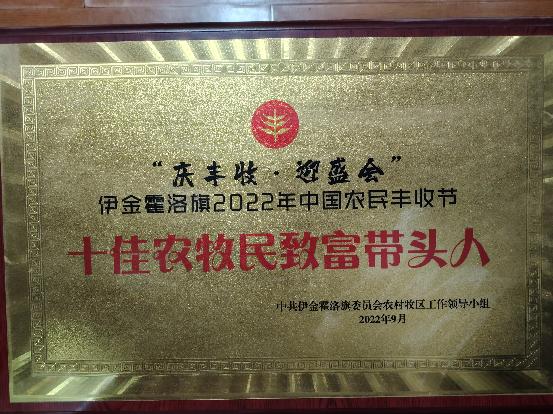 “庆丰收·迎盛会”
伊金霍洛旗2022年中国农民丰收节
十佳农牧民致富带头人
中共伊金霍洛旗委员会农村牧区工作领导小组
2022年9月